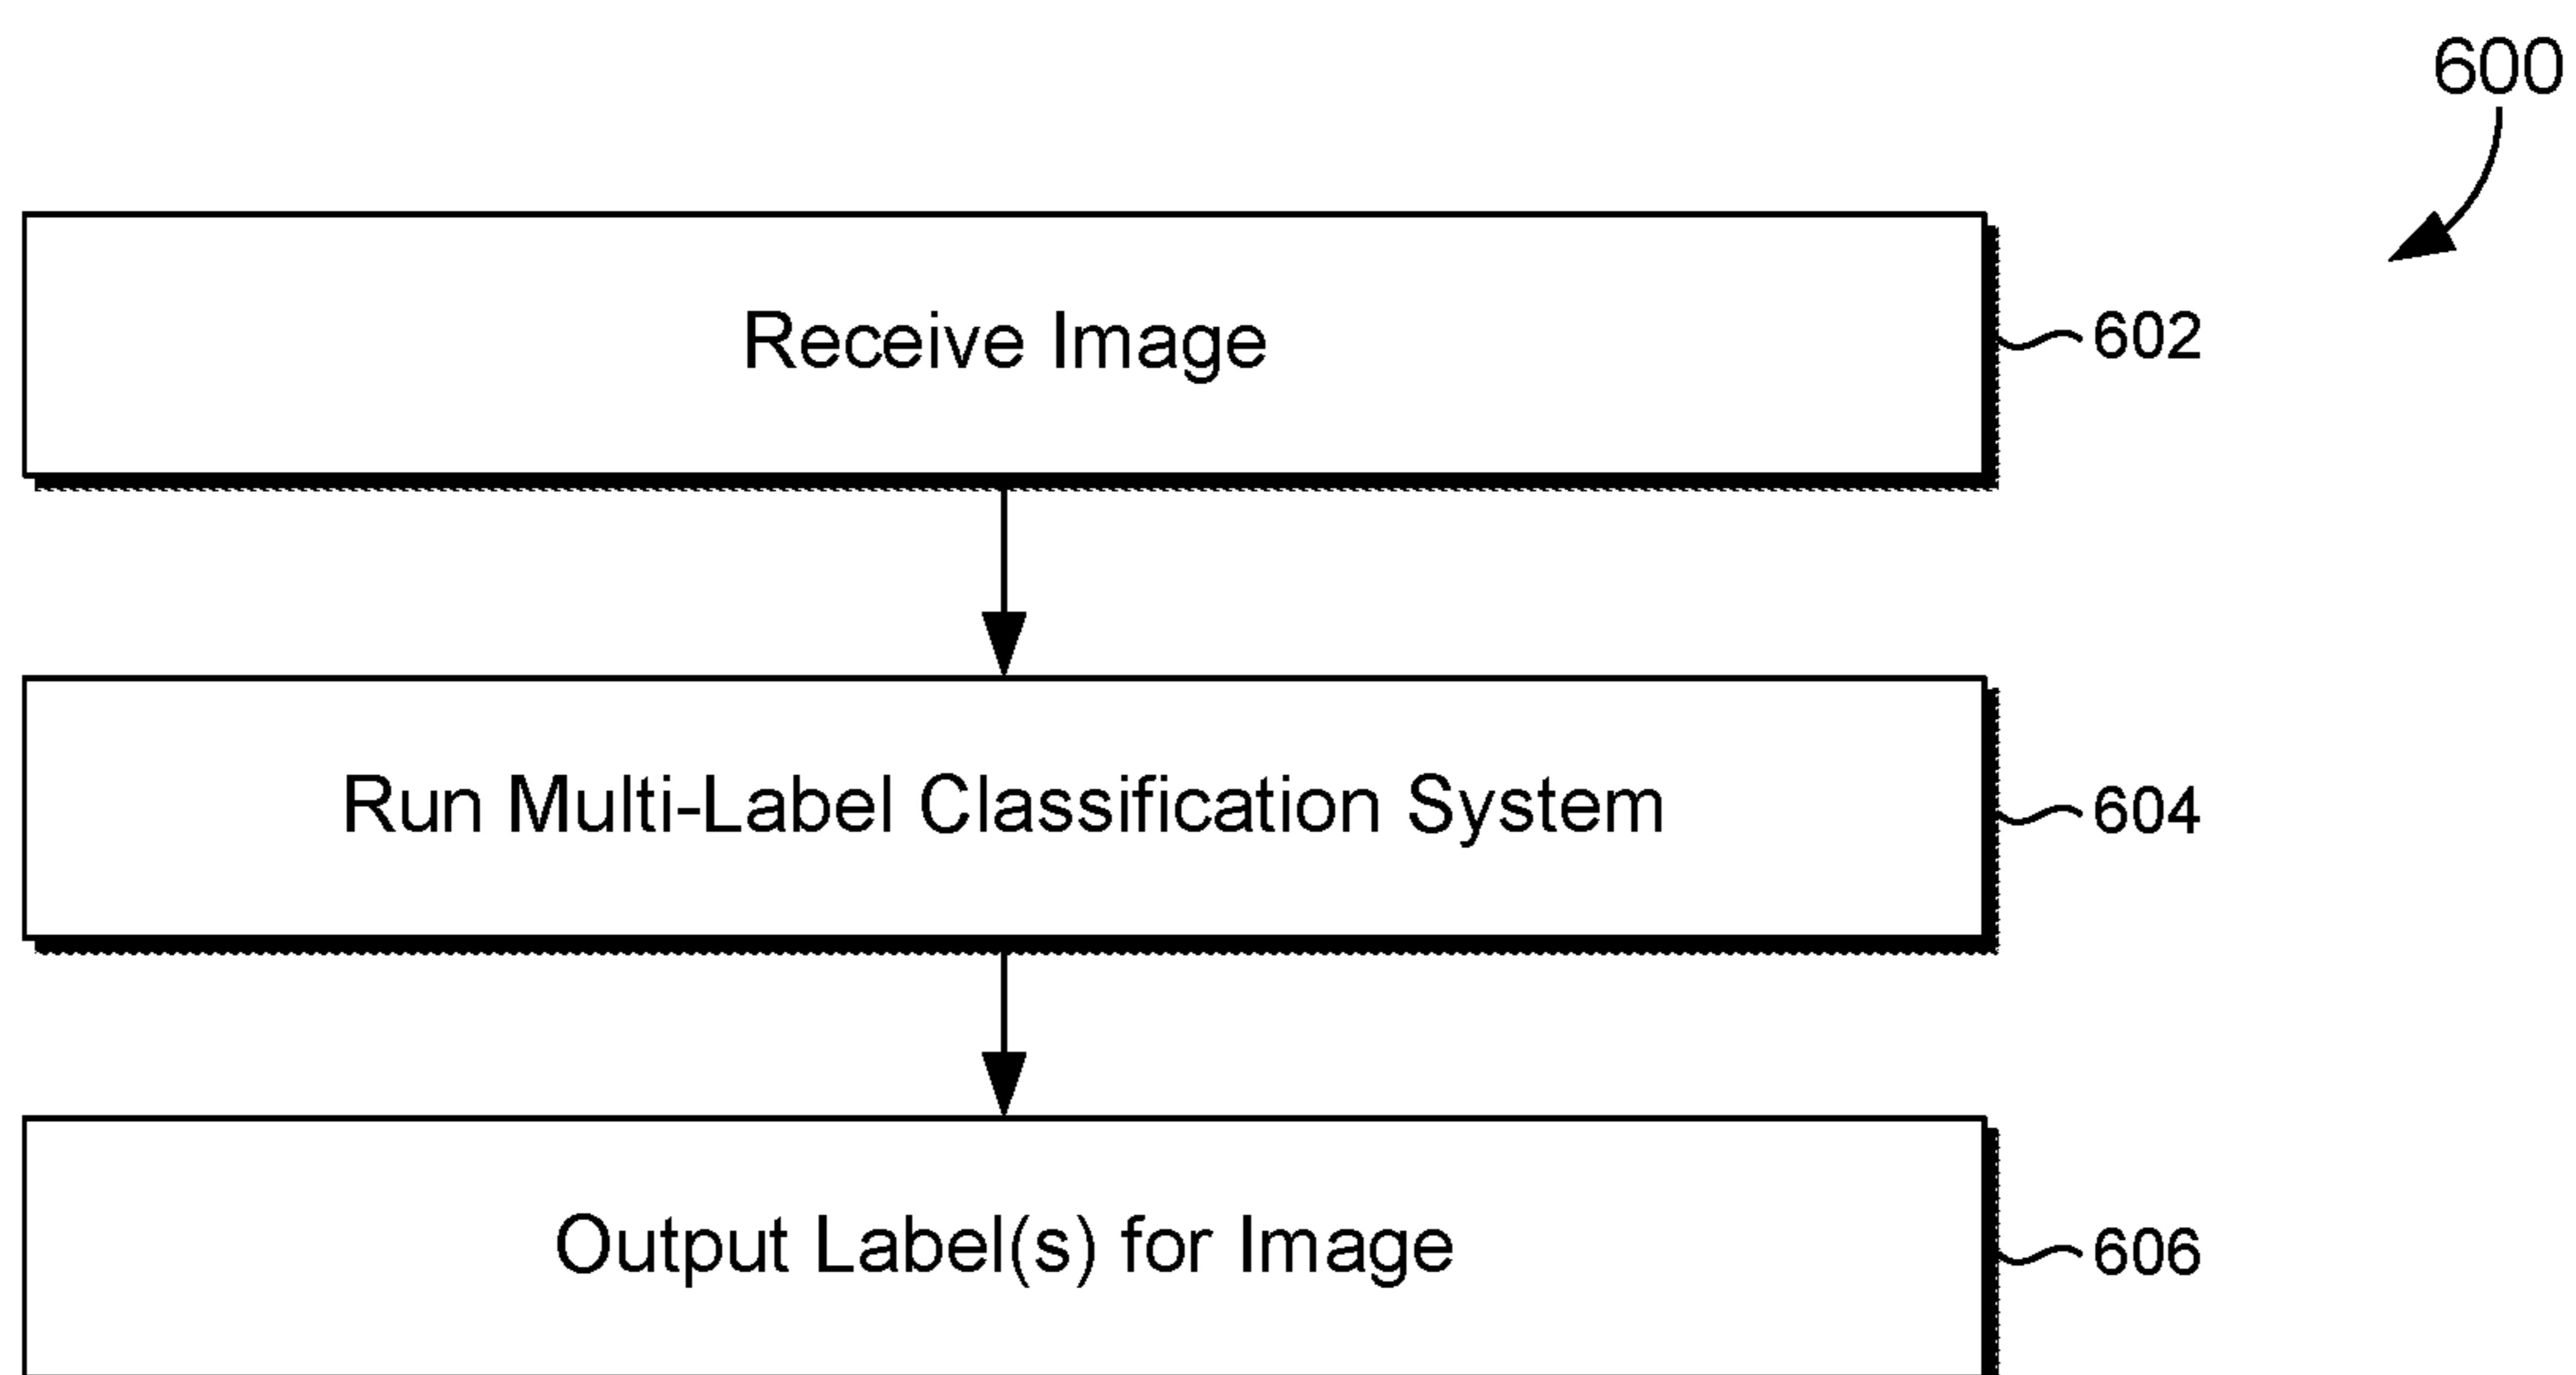 600
Receive Image
602
Run Multi-Label Classification System
604
Output Label(s) for Image
606